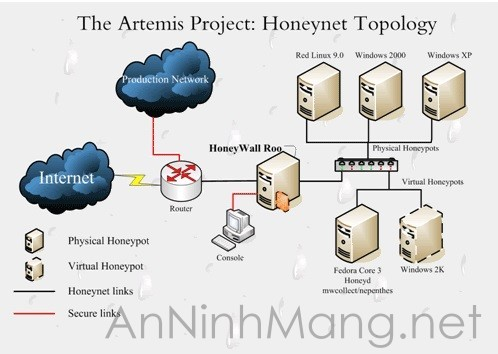 The Artemis Project: Honeynet Topology
Red Linux 9.0
Windows 2000
Windows XP
Production Network
HoneyWall Roo
Physical Honeypots
Internet
Virtual Honeypots
Router
Console
Fedora Core 3
Honeyd
mwcollect/nepenthes
Windows 2K
Physical Honeypot
Virtual Honeypot
Honeynet links
Secure links
AnNinhMang.net